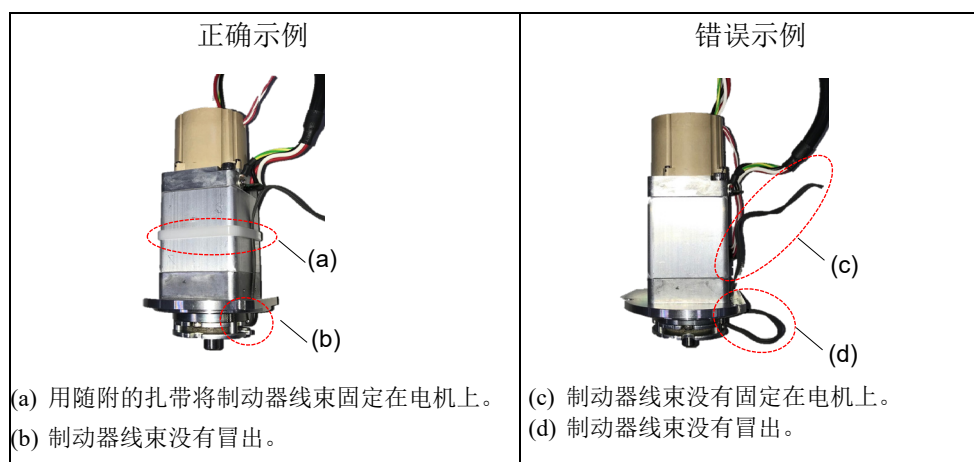 正确示例
错误示例
(a)
(b)
(c)
(d)
(a) 用随附的扎带将制动器线束固定在电机上。
(b) 制动器线束没有冒出。
(c) 制动器线束没有固定在电机上。
(d) 制动器线束没有冒出。